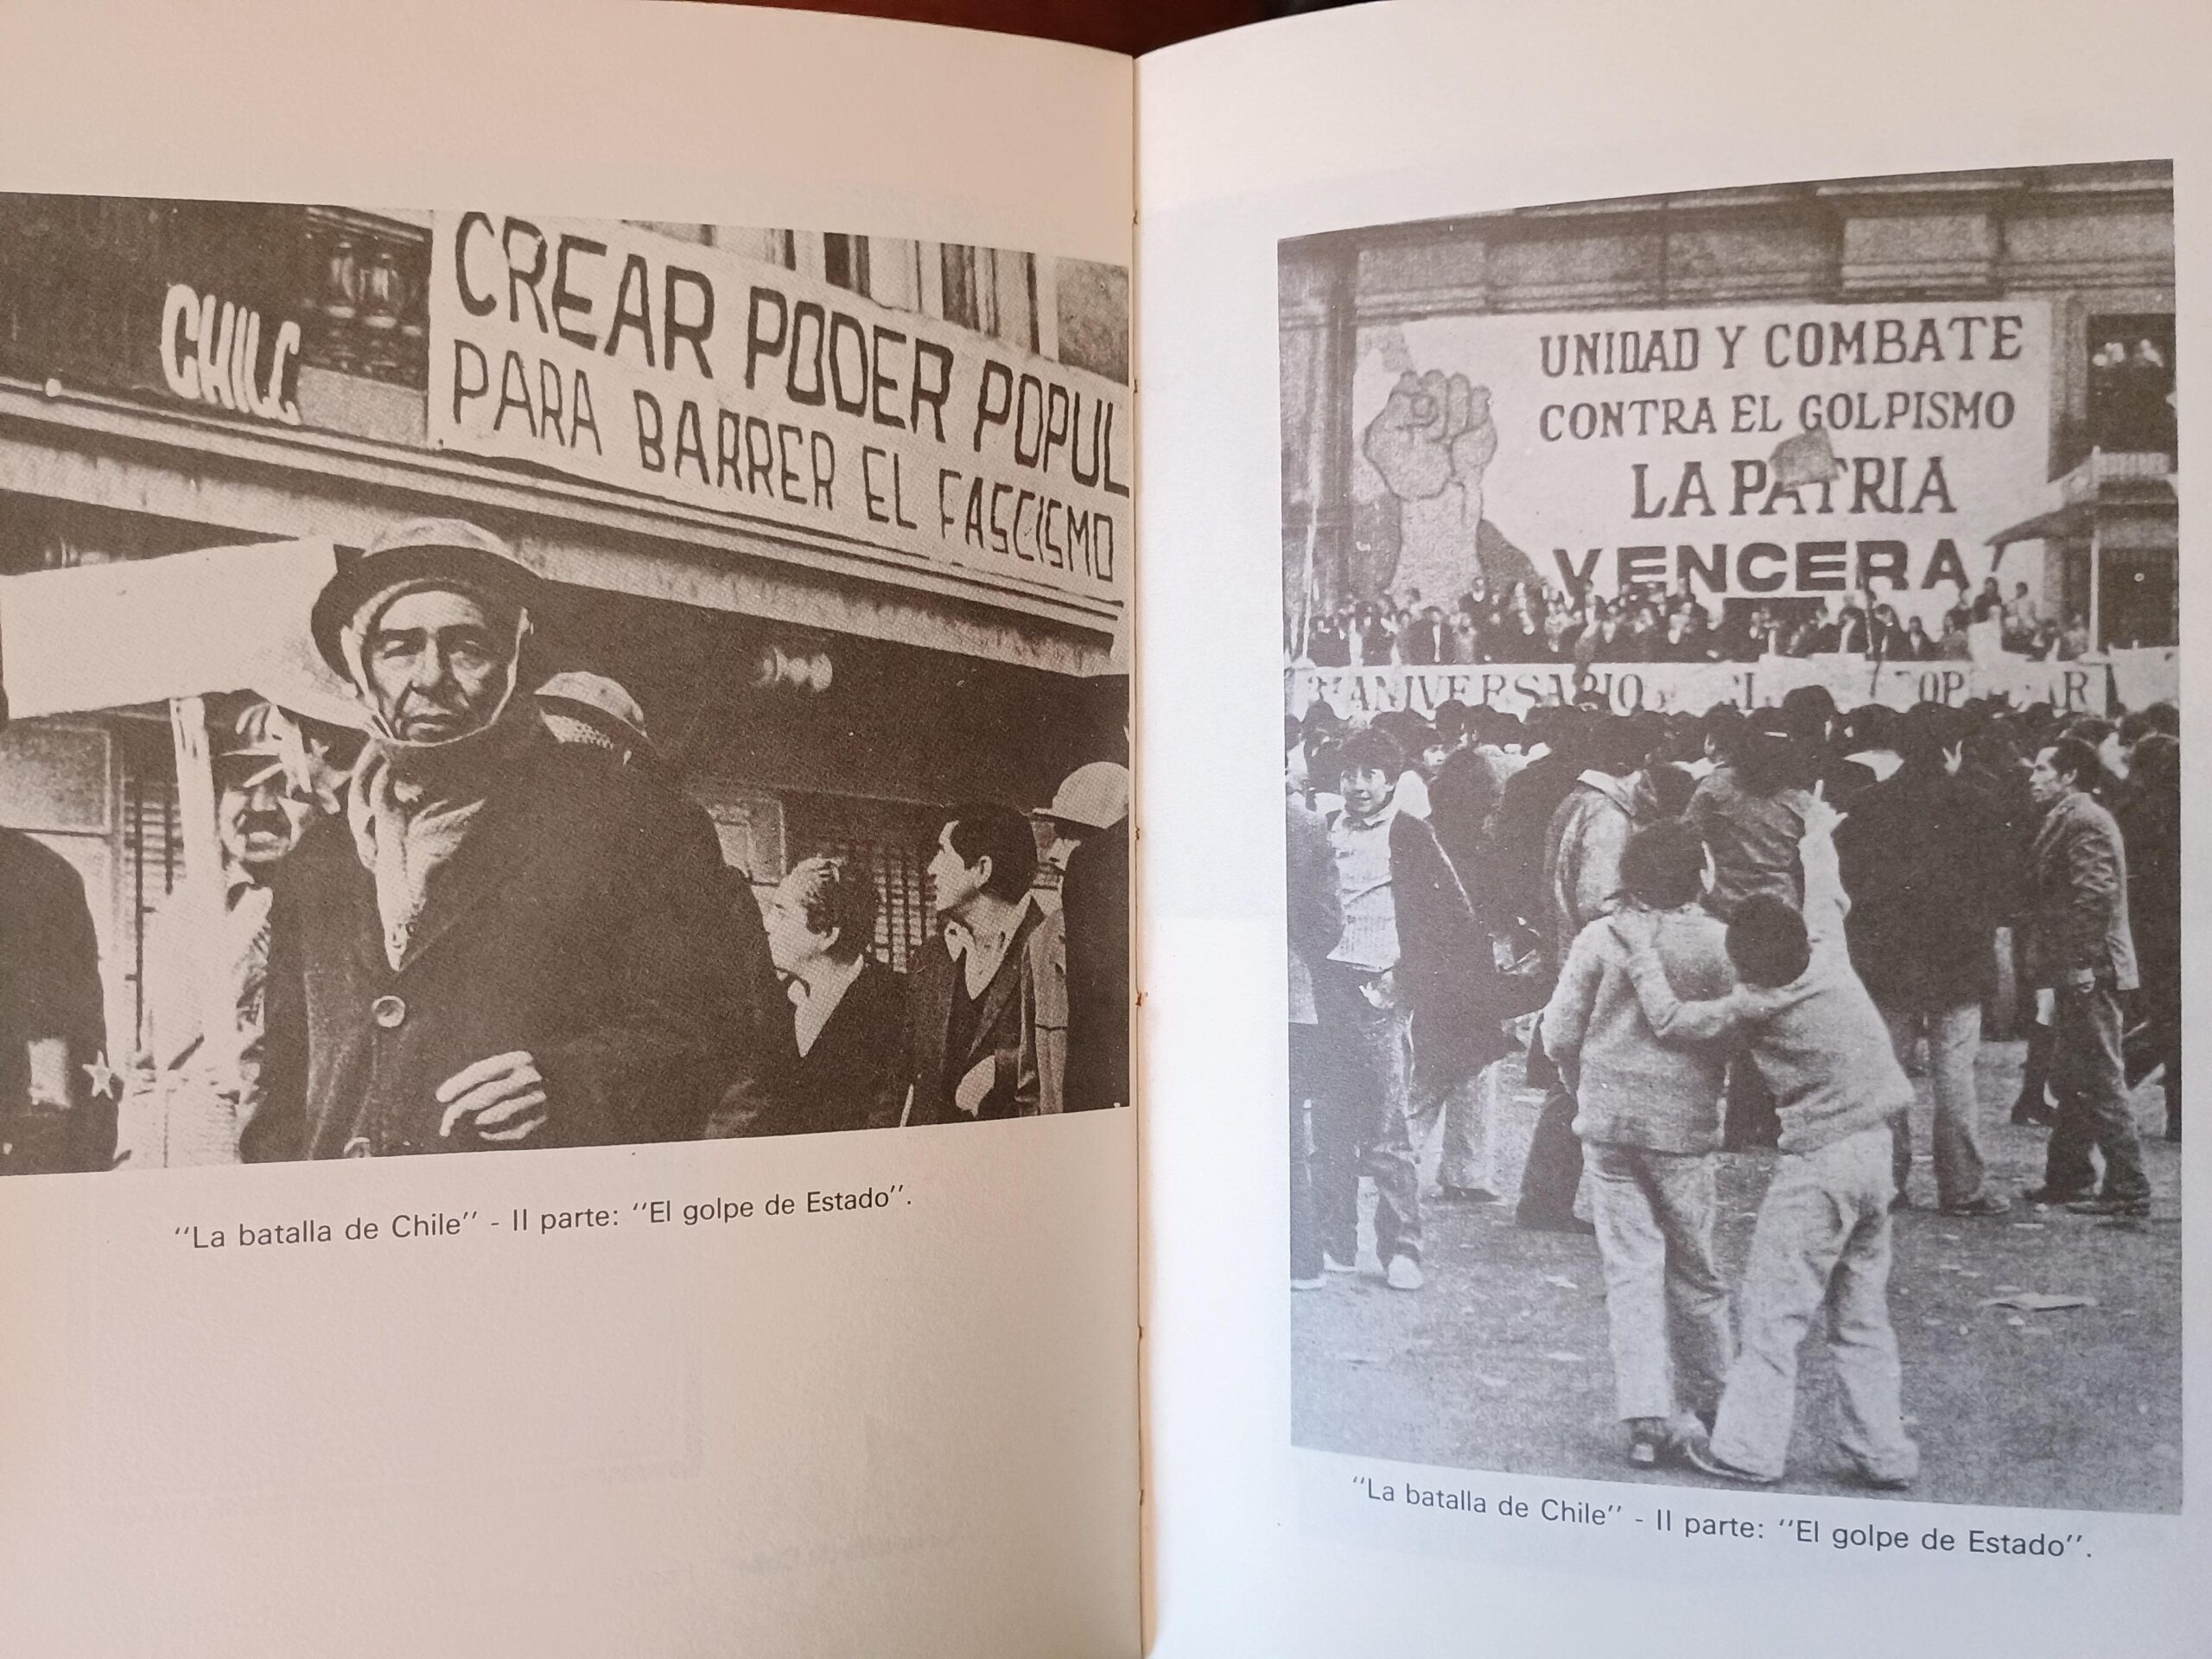 CREAR PODER POPUL
PARA BARRER EL FASCISMO
"La batalla de Chile" - II parte: "El golpe de Estado".
UNIDAD Y COMBATE
CONTRA EL GOLPISMO
LA PATRIA
VENCERA
ANIVERSARIO
"La batalla de Chile" - II parte: "El golpe de Estado".